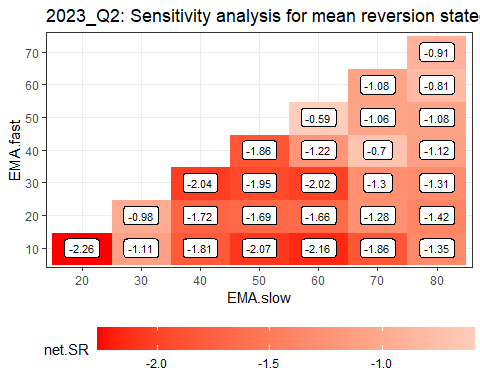 2023_Q2: Sensitivity analysis for mean reversion state
70
-0.91
60
-1.08 -0.81
50
-0.59 -1.06 -1.08
EMA.fast
40
-1.86 -1.22 -0.7 -1.12
30
-2.04 -1.95 -2.02 -1.3 -1.31
20
-0.98 -1.72 -1.69 -1.66 -1.28 -1.42
10
-2.26 -1.11 -1.81 -2.07 -2.16 -1.86 -1.35
20 30 40 50 60 70 80
EMA.slow
net.SR
-2.0 -1.5 -1.0